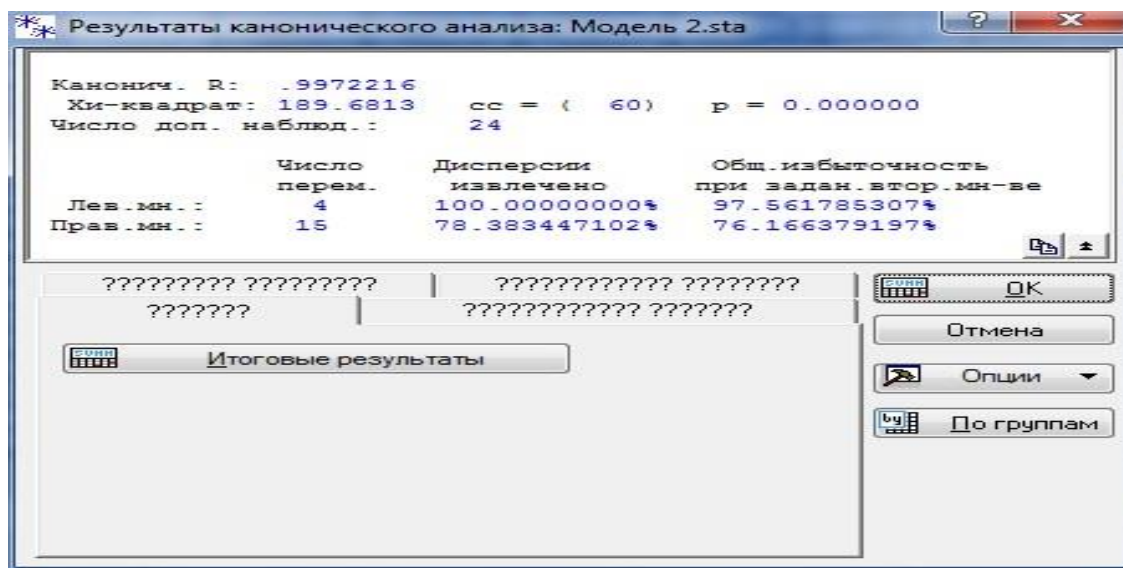 Результаты канонического анализа: Модель 2.sta
Канонич. R: .9972216
Хи-квадрат: 189.6813 сс = ( 60) p = 0.000000
Число доп. наблюд.: 24
Число Дисперсии Общ.избыточность
перем. извлечено при задан.втор.мн-ве
Лев.мн.: 4 100.00000000% 97.561785307%
Прав.мн.: 15 78.383447102% 76.166379197%
????????? ????????? ???????????? ????????
??????? ???????????? ???????
Итоговые результаты
OK
Отмена
Опции
По группам